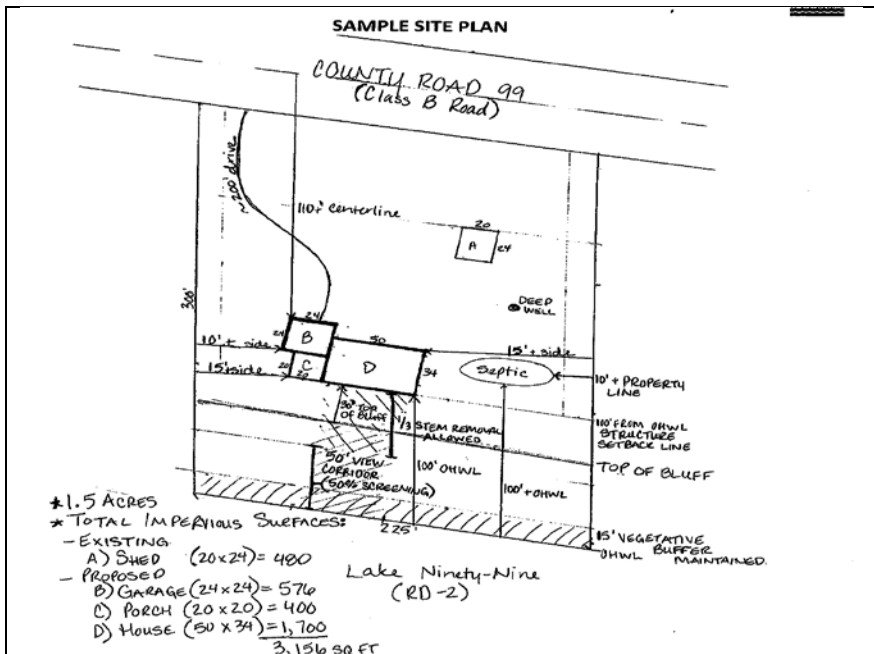 SAMPLE SITE PLAN
COUNTY ROAD 99
(Class B Road)
~200' drive
110+' centerline
20
A
24
300'
DEEP
WELL
24
24
B
50
10'+ side
15'+ side
20
C
20
D
34
Septic
15' side
10'+ PROPERTY
LINE
30' TOP
OF BLUFF
1/3 STEM REMOVAL
ALLOWED
100' FROM OHWL
STRUCTURE
SETBACK LINE
TOP OF BLUFF
50' VIEW
CORRIDOR
(50% SCREENING)
100' OHWL
100'+ OHWL
225'
15' VEGETATIVE
BUFFER
OHWL
MAINTAINED.
* 1.5 ACRES
* TOTAL IMPERVIOUS SURFACES:
- EXISTING
A) SHED (20x24) = 480
- PROPOSED
B) GARAGE (24x24) = 576
C) PORCH (20x20) = 400
D) HOUSE (50 x 34) = 1,700
3,156 SQ FT
Lake Ninety-Nine
(RD-2)